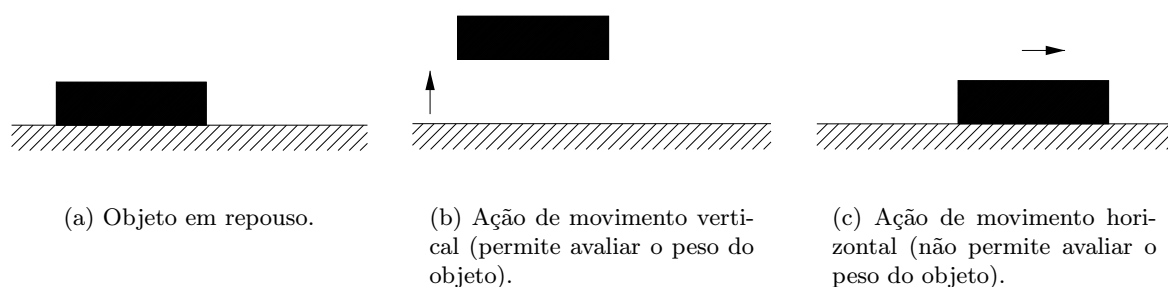 (a) Objeto em repouso.
(b) Ação de movimento verti-
cal (permite avaliar o peso do
objeto).
(c) Ação de movimento hori-
zontal (não permite avaliar o
peso do objeto).